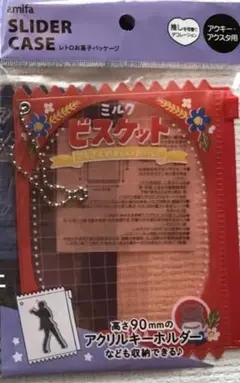 amifa
SLIDER
CASE
レトロお菓子パッケージ
推しを可愛く
デコレーション
アクキー・
アクスタ用
ミルク
ビスケット
高さ90mmの
アクリルキーホルダー
なども収納できる♪